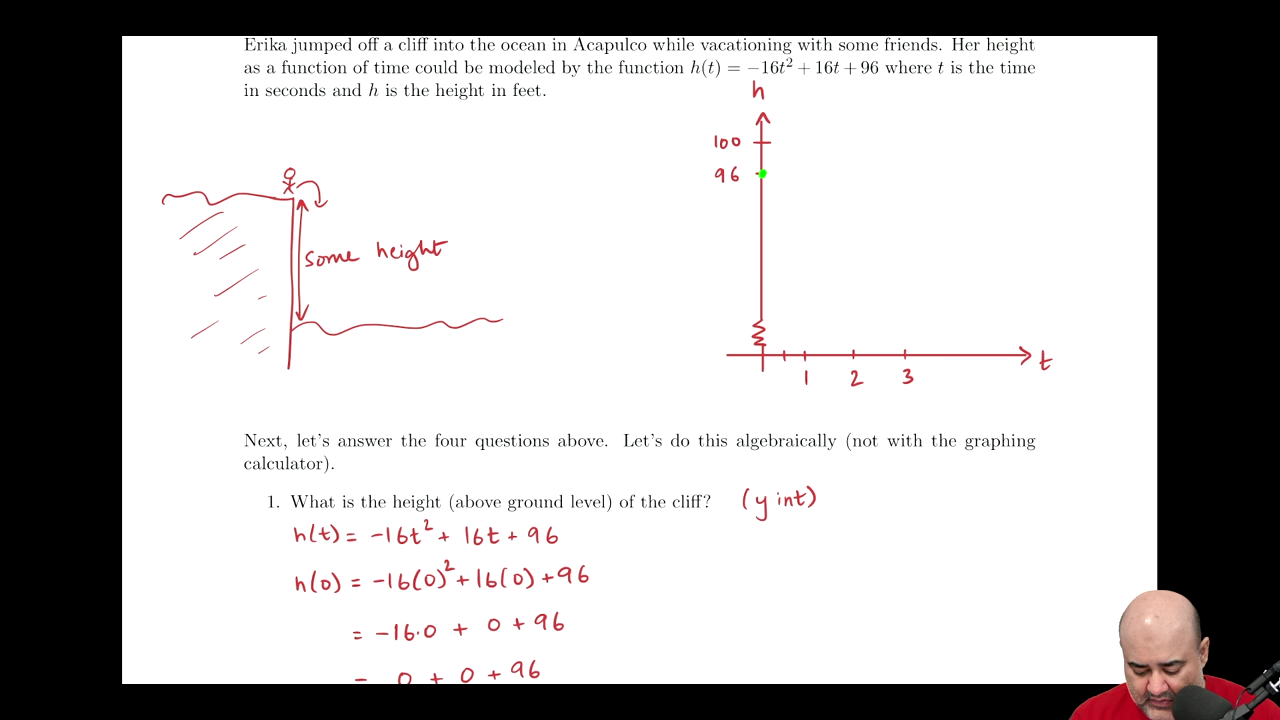 Erika jumped off a cliff into the ocean in Acapulco while vacationing with some friends. Her height
as a function of time could be modeled by the function h(t) = −16t² + 16t + 96 where t is the time
in seconds and h is the height in feet.
h
100
96
some height
t
1 2 3
Next, let's answer the four questions above. Let's do this algebraically (not with the graphing
calculator).
1. What is the height (above ground level) of the cliff? (y int)
h(t) = -16t² + 16t + 96
h(0) = -16(0)² + 16(0) + 96
= -16·0 + 0 + 96
= 0 + 0 + 96